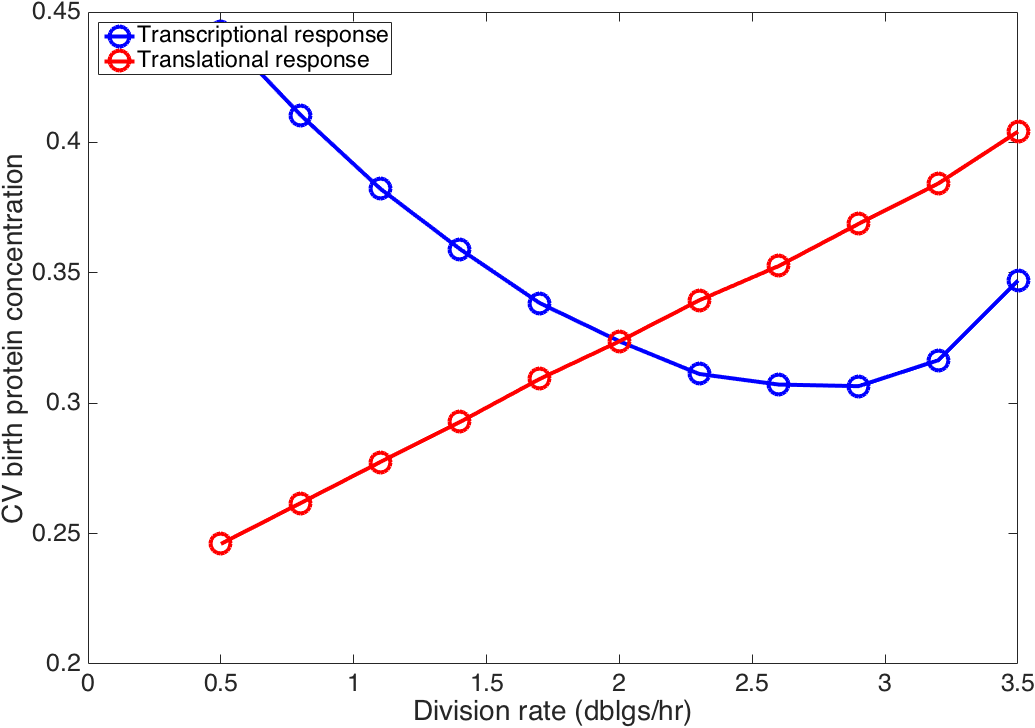 Transcriptional response
Translational response
0.45
0.4
0.35
0.3
0.25
0.2
CV birth protein concentration
0 0.5 1 1.5 2 2.5 3 3.5
Division rate (dblgs/hr)